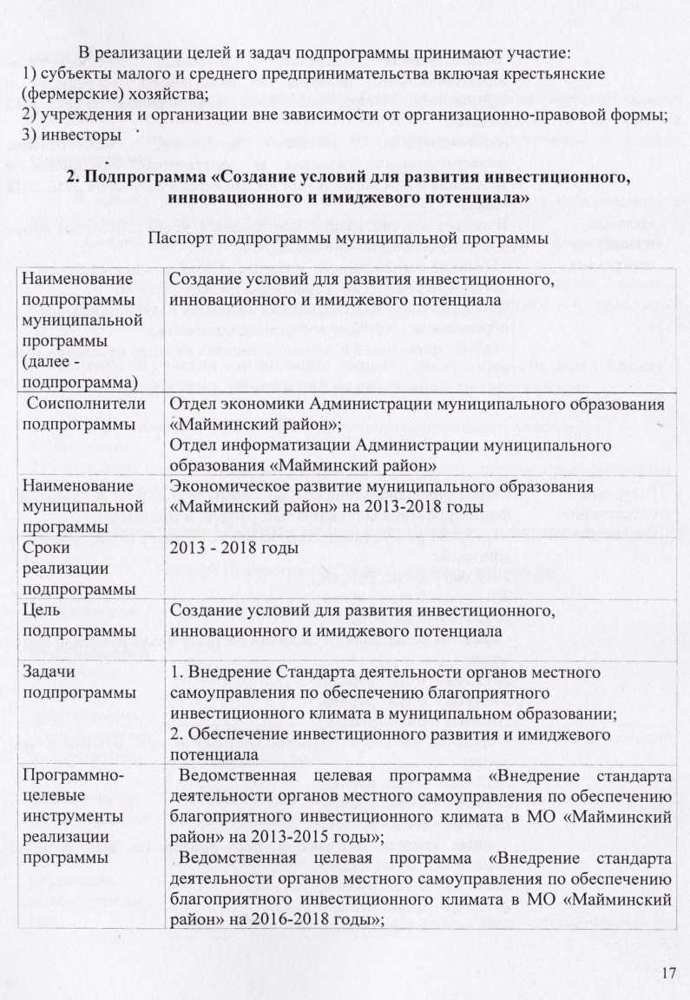 В реализации целей и задач подпрограммы принимают участие:
1) субъекты малого и среднего предпринимательства включая крестьянские
(фермерские) хозяйства;
2) учреждения и организации вне зависимости от организационно-правовой формы;
3) инвесторы
2. Подпрограмма «Создание условий для развития инвестиционного,
инновационного и имиджевого потенциала»
Паспорт подпрограммы муниципальной программы
Наименование
подпрограммы
муниципальной
программы
(далее -
подпрограмма)
Создание условий для развития инвестиционного,
инновационного и имиджевого потенциала
Соисполнители
подпрограммы
Отдел экономики Администрации муниципального образования
«Майминский район»;
Отдел информатизации Администрации муниципального
образования «Майминский район»
Наименование
муниципальной
программы
Экономическое развитие муниципального образования
«Майминский район» на 2013-2018 годы
Сроки
реализации
подпрограммы
2013 - 2018 годы
Цель
подпрограммы
Создание условий для развития инвестиционного,
инновационного и имиджевого потенциала
Задачи
подпрограммы
1. Внедрение Стандарта деятельности органов местного
самоуправления по обеспечению благоприятного
инвестиционного климата в муниципальном образовании;
2. Обеспечение инвестиционного развития и имиджевого
потенциала
Программно-
целевые
инструменты
реализации
программы
Ведомственная целевая программа «Внедрение стандарта
деятельности органов местного самоуправления по обеспечению
благоприятного инвестиционного климата в МО «Майминский
район» на 2013-2015 годы»;
Ведомственная целевая программа «Внедрение стандарта
деятельности органов местного самоуправления по обеспечению
благоприятного инвестиционного климата в МО «Майминский
район» на 2016-2018 годы»;
17